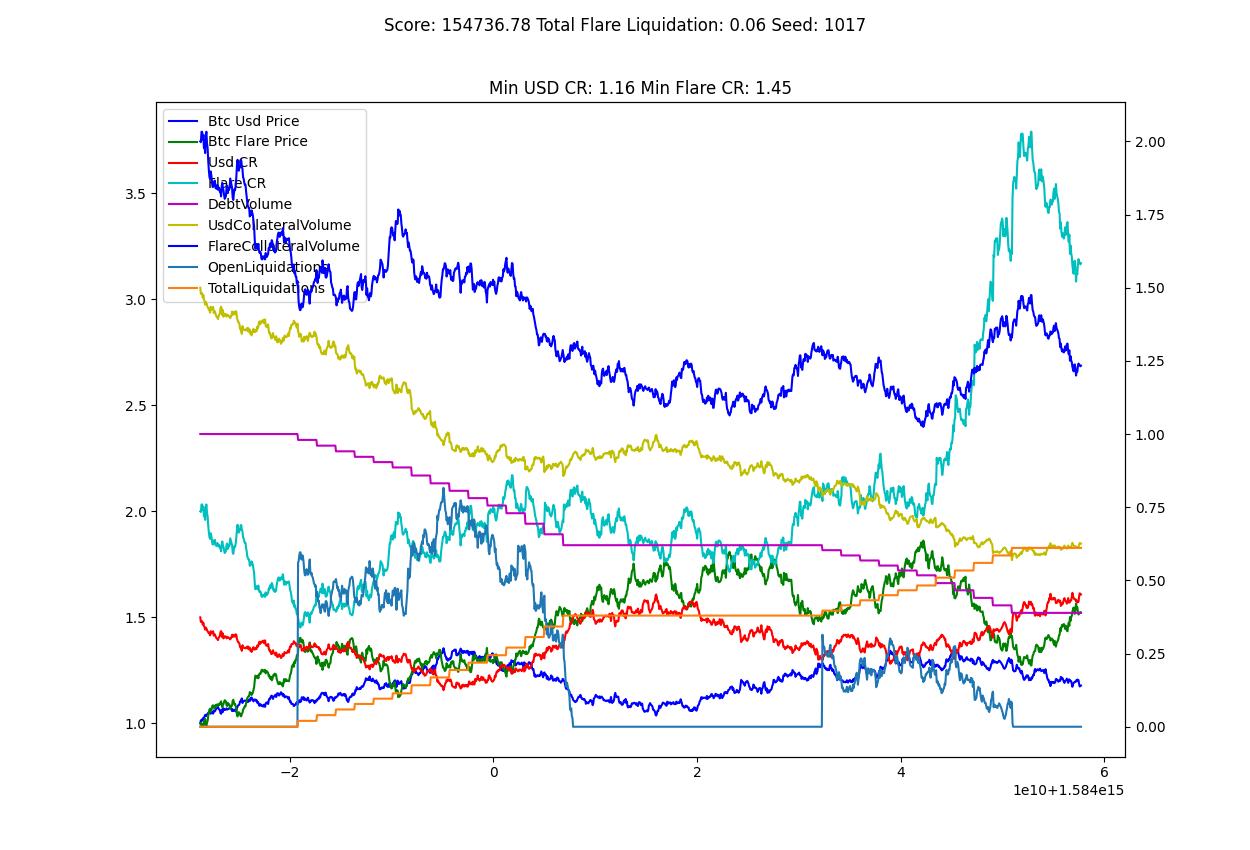 Score: 154736.78 Total Flare Liquidation: 0.06 Seed: 1017
Min USD CR: 1.16 Min Flare CR: 1.45
Btc Usd Price
Btc Flare Price
Usd CR
Flare CR
DebtVolume
UsdCollateralVolume
FlareCollateralVolume
OpenLiquidations
TotalLiquidations
3.5
3.0
2.5
2.0
1.5
1.0
2.00
1.75
1.50
1.25
1.00
0.75
0.50
0.25
0.00
−2
0
2
4
6
1e10+1.584e15